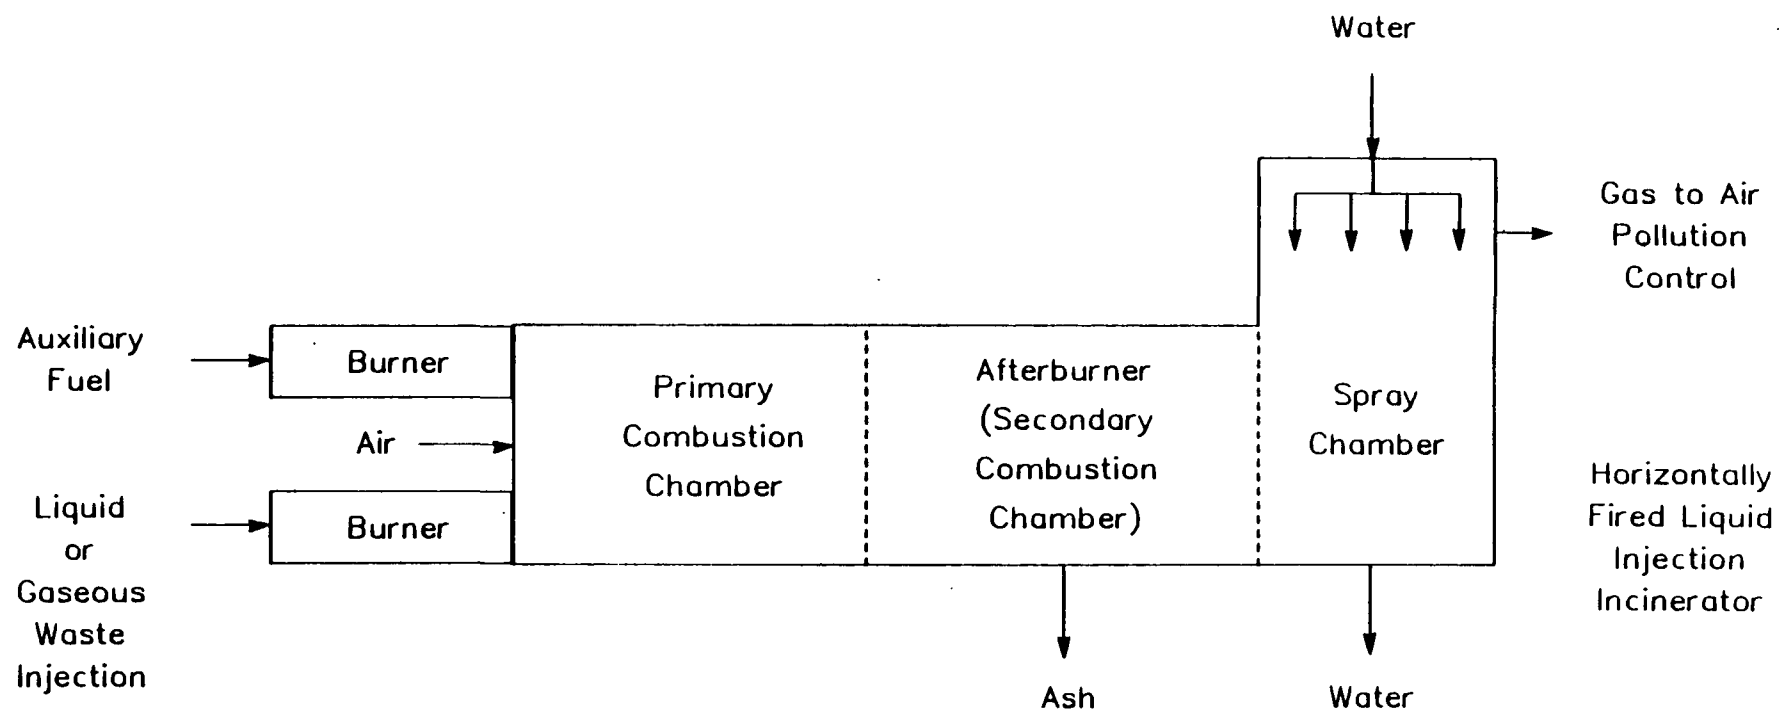 Water
Gas to Air
Pollution
Control
Auxiliary
Fuel
Burner
Air
Liquid
or
Gaseous
Waste
Injection
Burner
Primary
Combustion
Chamber
Afterburner
(Secondary
Combustion
Chamber)
Spray
Chamber
Horizontally
Fired Liquid
Injection
Incinerator
Ash
Water